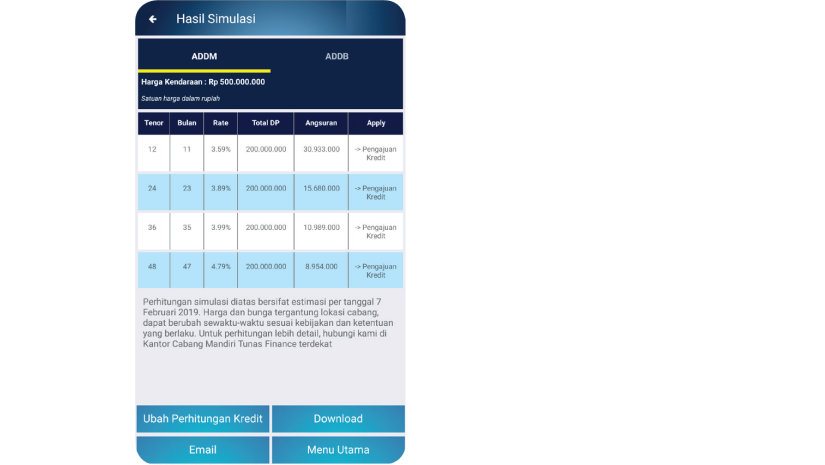 Hasil Simulasi
ADDM ADDB
Harga Kendaraan : Rp 500.000.000
Satuan harga dalam rupiah
Tenor Bulan Rate Total DP Angsuran Apply
12 11 3.59% 200.000.000 30.933.000 -> Pengajuan
Kredit
24 23 3.89% 200.000.000 15.680.000 -> Pengajuan
Kredit
36 35 3.99% 200.000.000 10.989.000 -> Pengajuan
Kredit
48 47 4.79% 200.000.000 8.954.000 -> Pengajuan
Kredit
Perhitungan simulasi diatas bersifat estimasi per tanggal 7
Februari 2019. Harga dan bunga tergantung lokasi cabang,
dapat berubah sewaktu-waktu sesuai kebijakan dan ketentuan
yang berlaku. Untuk perhitungan lebih detail, hubungi kami di
Kantor Cabang Mandiri Tunas Finance terdekat
Ubah Perhitungan Kredit Download
Email Menu Utama